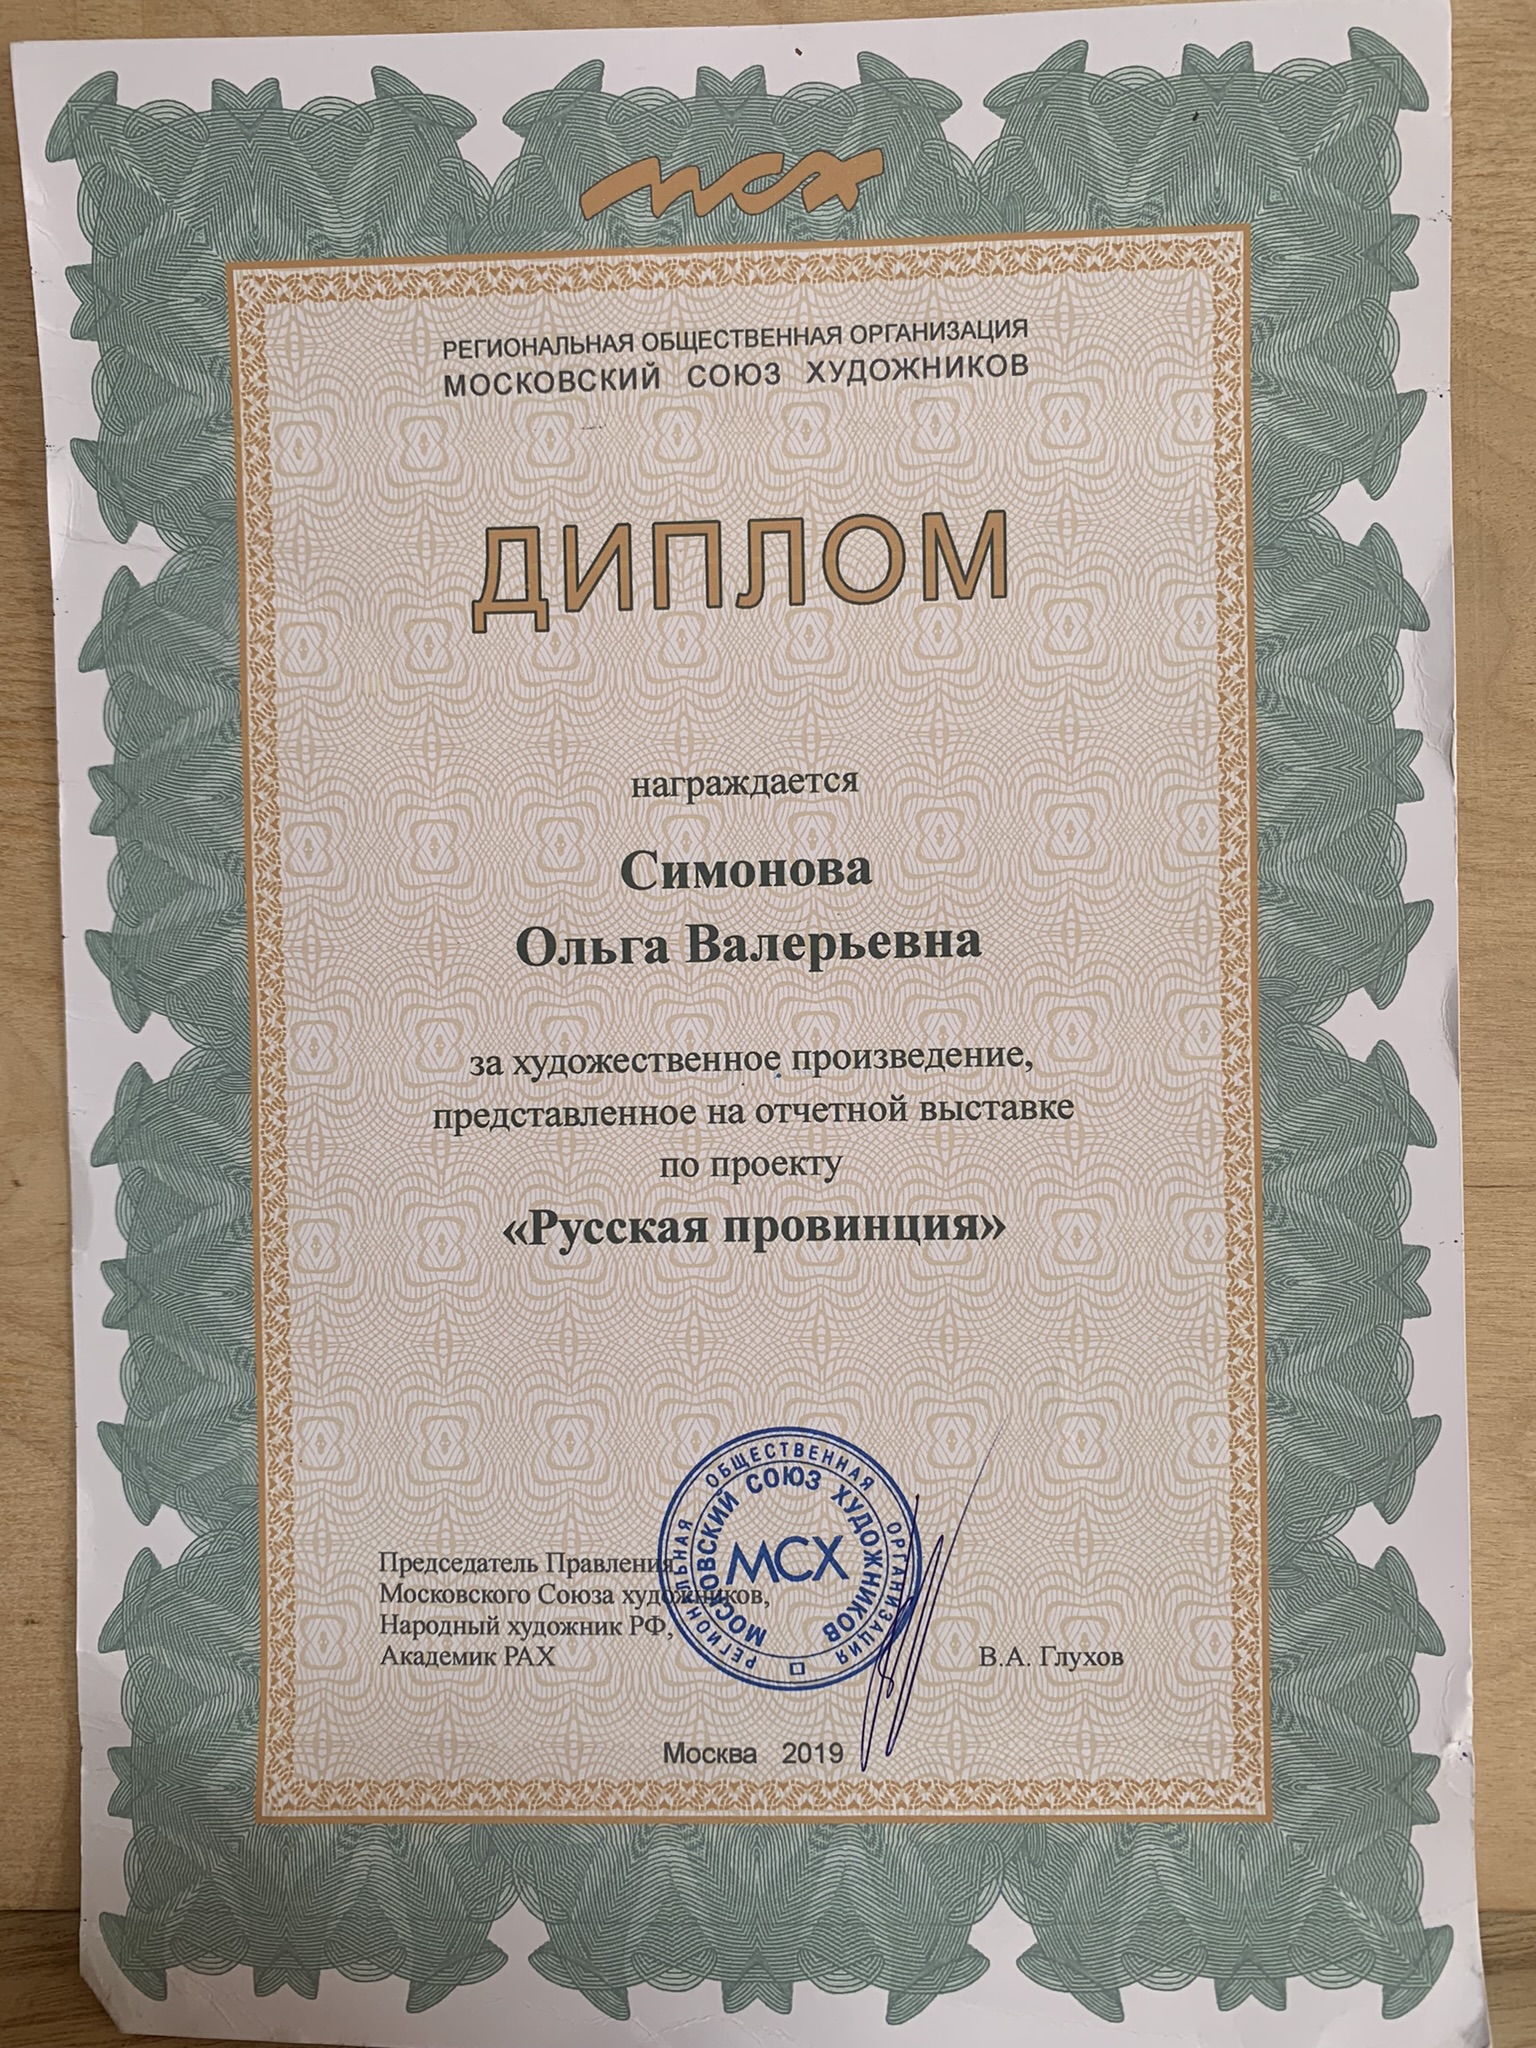 мсх
РЕГИОНАЛЬНАЯ ОБЩЕСТВЕННАЯ ОРГАНИЗАЦИЯ
МОСКОВСКИЙ СОЮЗ ХУДОЖНИКОВ
ДИПЛОМ
награждается
Симонова
Ольга Валерьевна
за художественное произведение,
представленное на отчетной выставке
по проекту
«Русская провинция»
РЕГИОНАЛЬНАЯ ОБЩЕСТВЕННАЯ ОРГАНИЗАЦИЯ
МОСКОВСКИЙ СОЮЗ ХУДОЖНИКОВ
МСХ
Председатель Правления
Московского Союза художников,
Народный художник РФ,
Академик РАХ
В.А. Глухов
Москва 2019